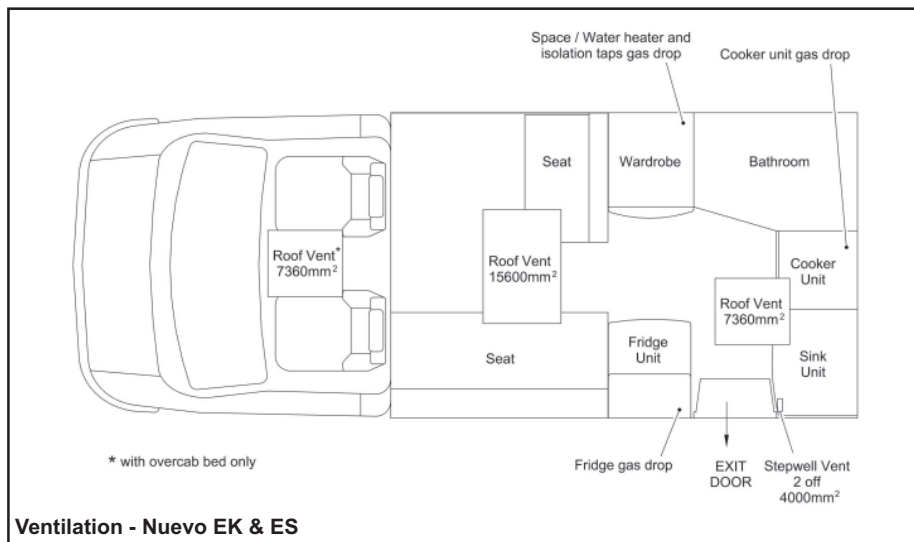 Space / Water heater and
isolation taps gas drop
Cooker unit gas drop
Seat
Wardrobe
Bathroom
Roof Vent*
7360mm²
Roof Vent
15600mm²
Cooker
Unit
Roof Vent
7360mm²
Seat
Fridge
Unit
Sink
Unit
* with overcab bed only
Fridge gas drop
EXIT
DOOR
Stepwell Vent
2 off
4000mm²
Ventilation - Nuevo EK & ES